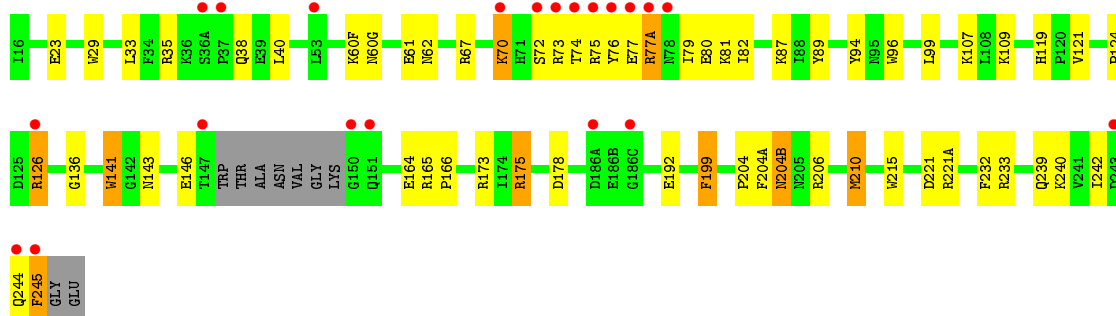 I16 E23 W29 L33 F34 R35 K36 S36A P37 Q38 E39 L40 L53 K60F N60G E61 N62 R67 K70 H71 S72 R73 T74 R75 Y76 E77 R77A N78 I79 E80 K81 I82 K87 I88 Y89 Y94 N95 W96 L99 K107 L108 K109 H119 P120 V121
D125 R126 G136 W141 G142 N143 E146 T147 TRP THR ALA ASN VAL GLY LYS G150 Q151 E164 R165 P166 R173 I174 R175 D178 D186A E186B G186C E192 F199 P204 F204A N204B N205 R206 M210 W215 D221 R221A F232 R233 Q239 K240 V241 I242
Q244 F245 GLY GLU